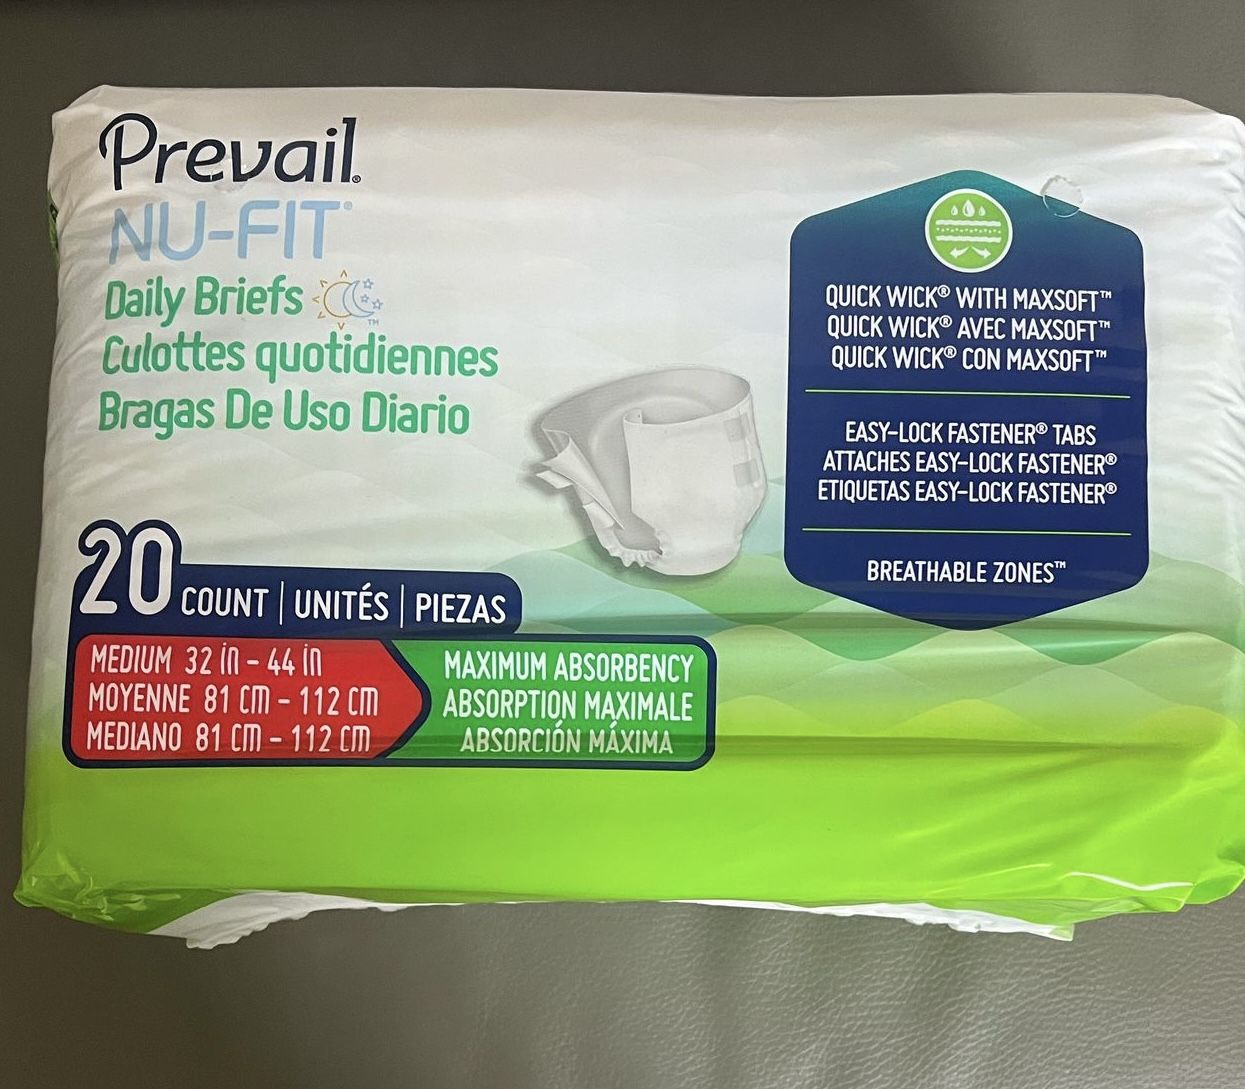 Prevail®
NU-FIT®
Daily Briefs ™
Culottes quotidiennes
Bragas De Uso Diario
20 COUNT | UNITÉS | PIEZAS
MEDIUM 32 in – 44 in
MOYENNE 81 cm – 112 cm
MEDIANO 81 cm – 112 cm
MAXIMUM ABSORBENCY
ABSORPTION MAXIMALE
ABSORCIÓN MÁXIMA
QUICK WICK® WITH MAXSOFT™
QUICK WICK® AVEC MAXSOFT™
QUICK WICK® CON MAXSOFT™
EASY-LOCK FASTENER® TABS
ATTACHES EASY-LOCK FASTENER®
ETIQUETAS EASY-LOCK FASTENER®
BREATHABLE ZONES™